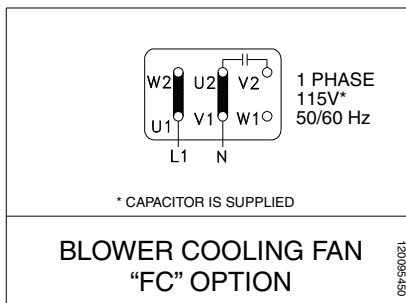 W2 U2 V2
U1 V1 W1
L1 N
1 PHASE
115V*
50/60 Hz
* CAPACITOR IS SUPPLIED
BLOWER COOLING FAN
“FC” OPTION
120095450